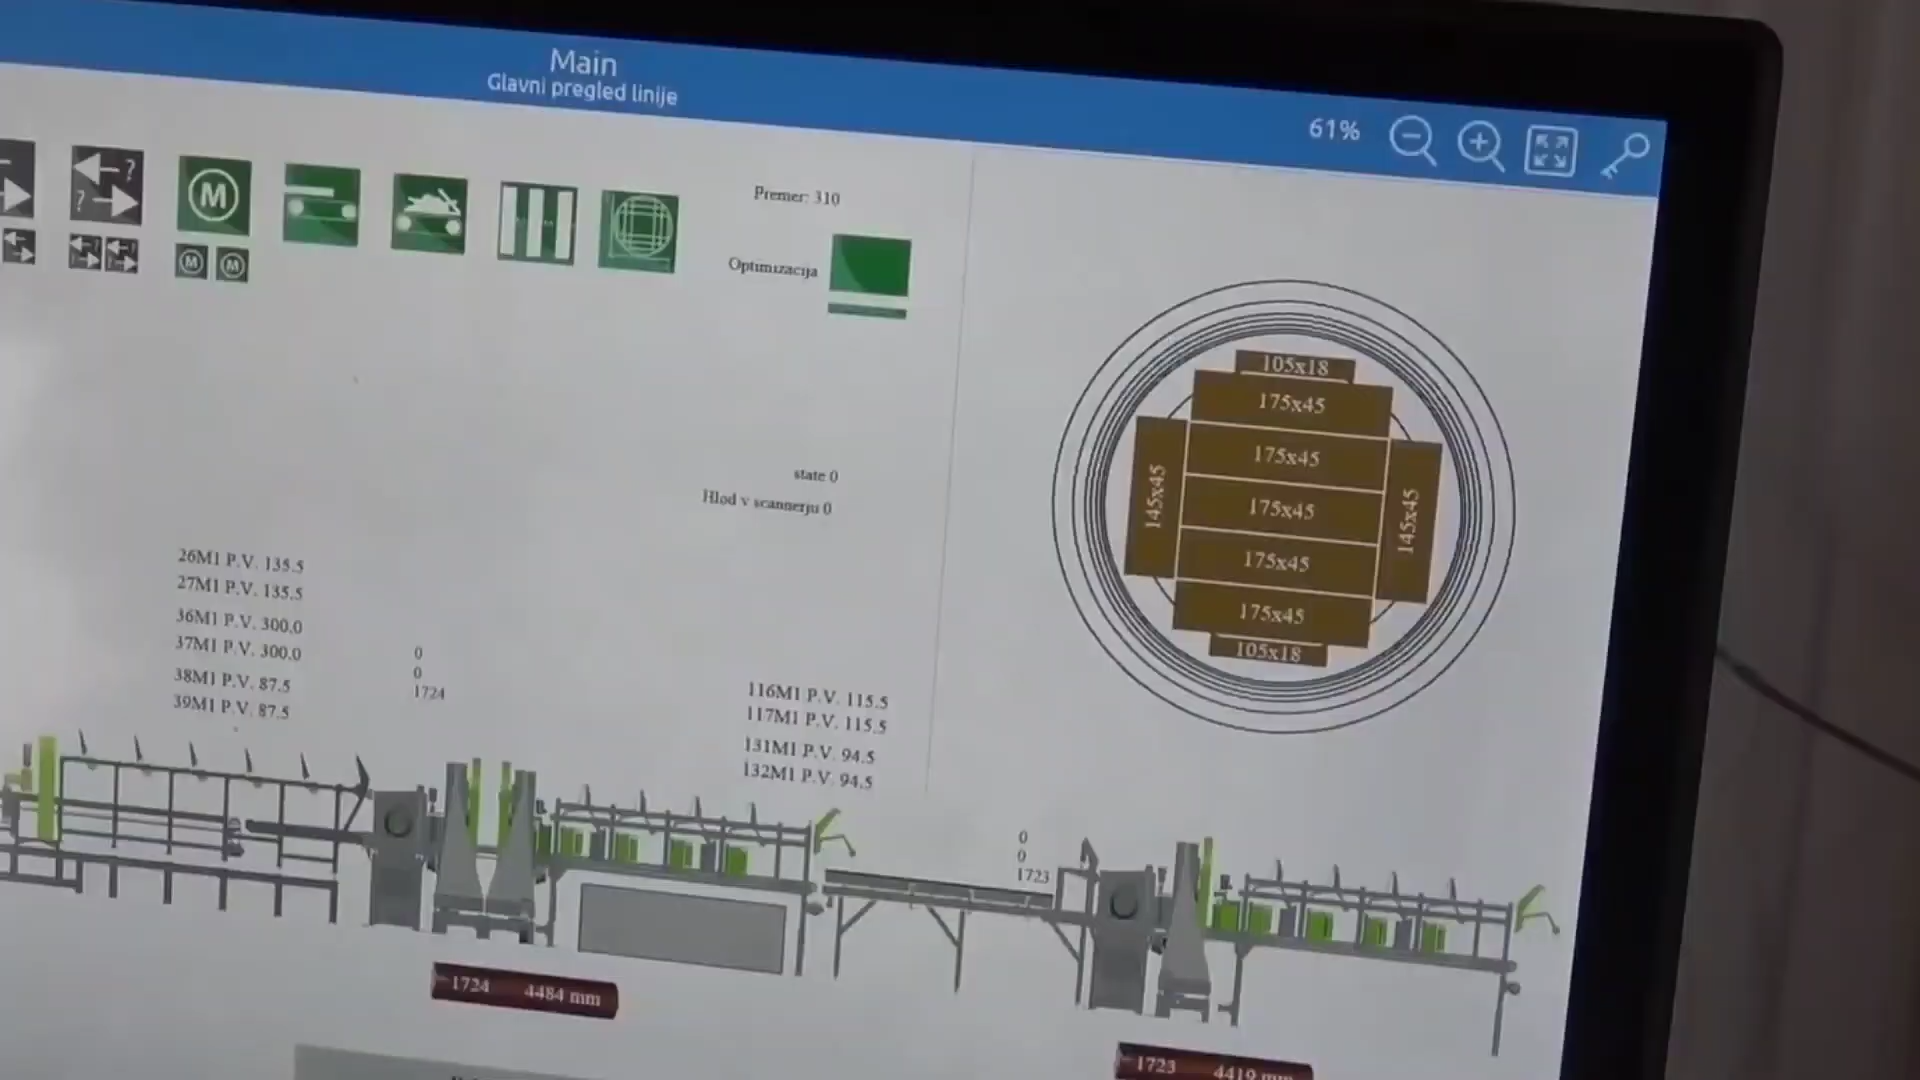 Main
Glavni pregled linije
61%
?
?
M
M
M
Premer: 310
Optimizacija
105x18
175x45
175x45
175x45
175x45
175x45
145x45
145x45
105x18
state 0
Hlod v scannerju 0
26M1 P.V. 135.5
27M1 P.V. 135.5
36M1 P.V. 300.0
37M1 P.V. 300.0
38M1 P.V. 87.5
39M1 P.V. 87.5
0
0
1724
116M1 P.V. 115.5
117M1 P.V. 115.5
131M1 P.V. 94.5
132M1 P.V. 94.5
0
0
1723
1724 4484 mm
1723 4419 mm